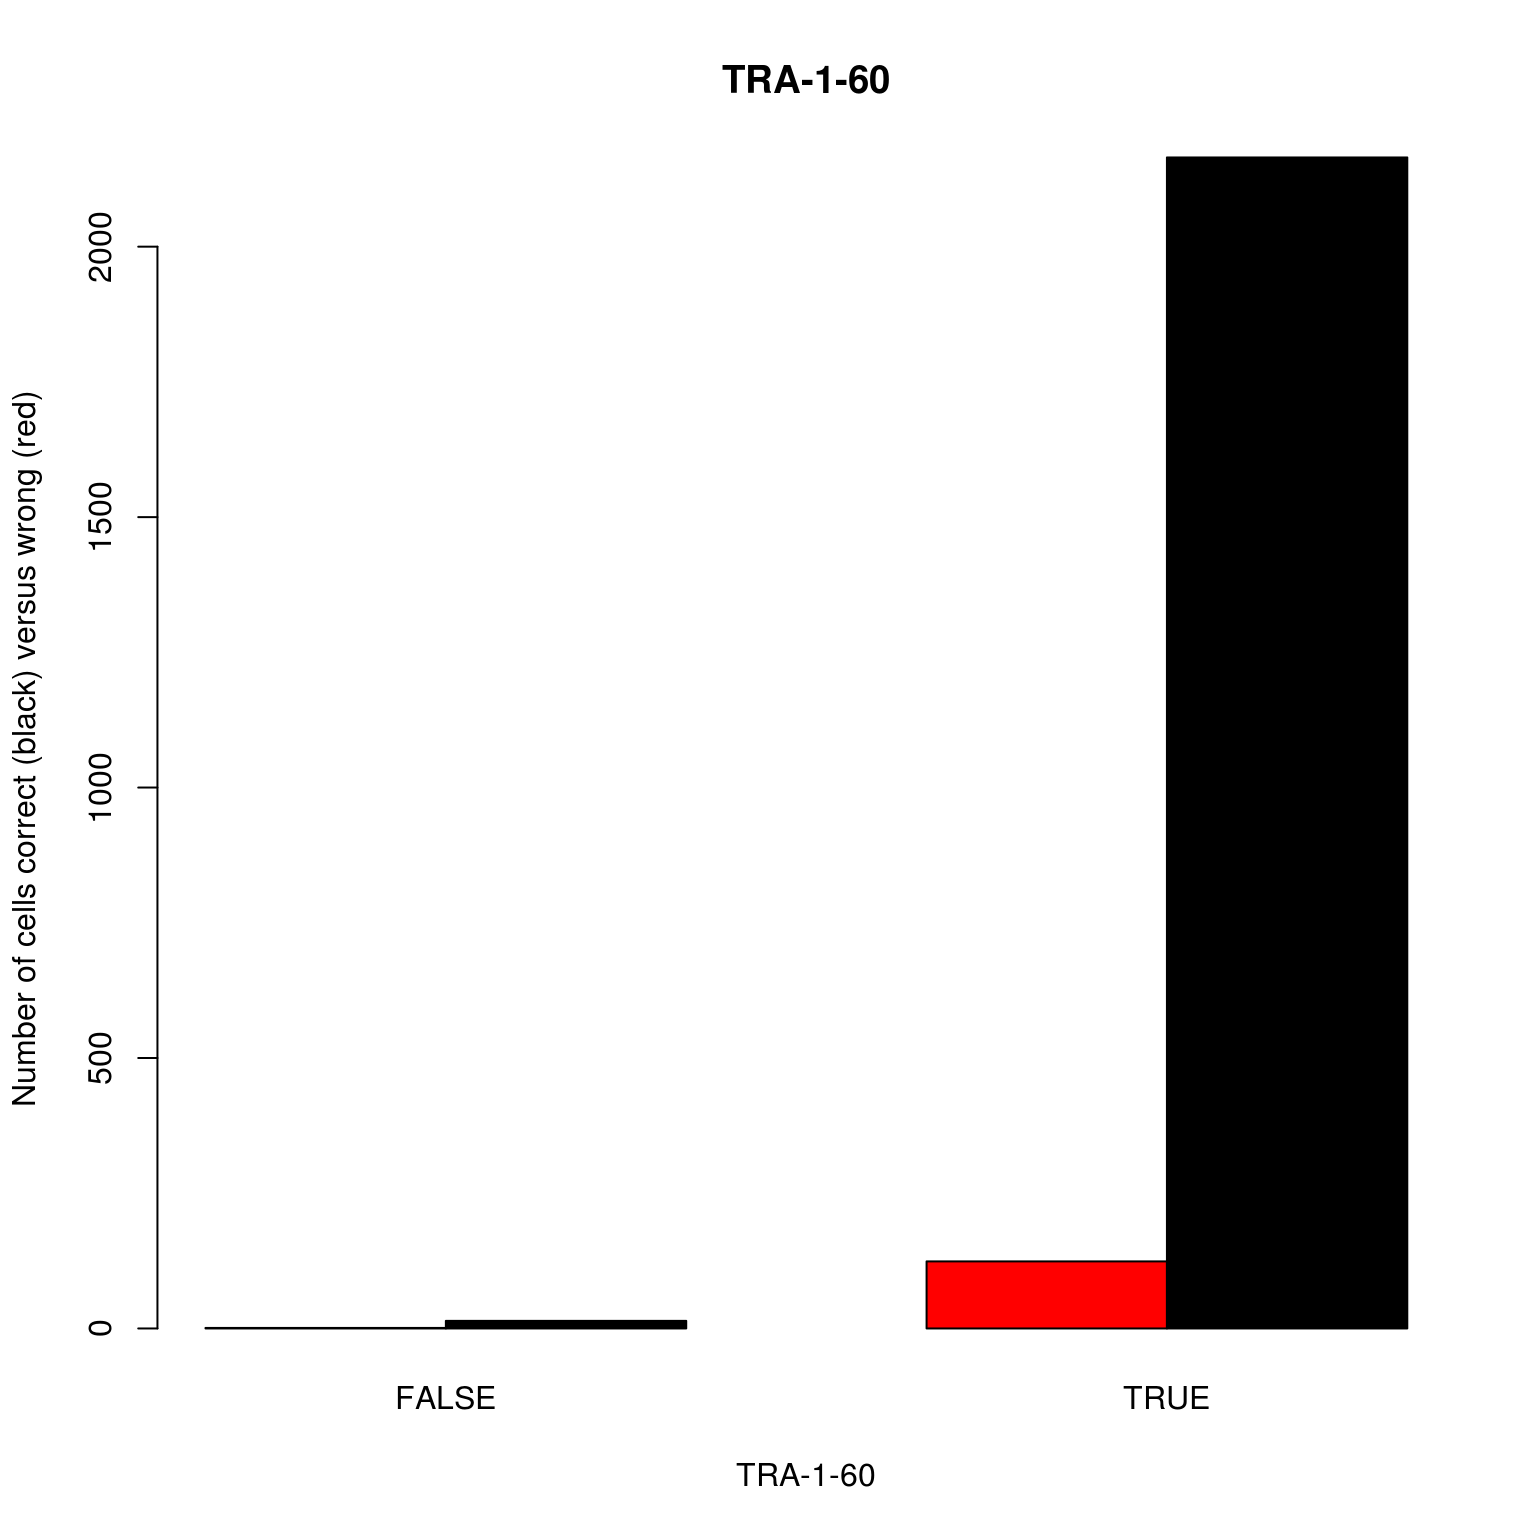 TRA-1-60
Number of cells correct (black) versus wrong (red)
2000
1500
1000
500
0
FALSE
TRUE
TRA-1-60